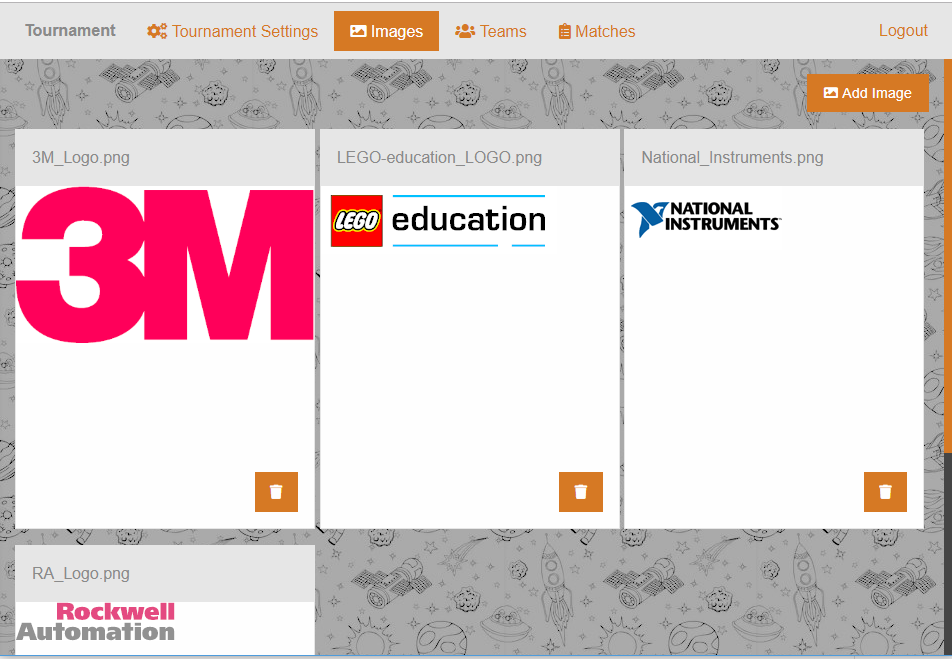 Tournament
Tournament Settings
Images
Teams
Matches
Logout
Add Image
3M_Logo.png
LEGO-education_LOGO.png
National_Instruments.png
3M
LEGO education
NATIONAL
INSTRUMENTS
RA_Logo.png
Rockwell
Automation